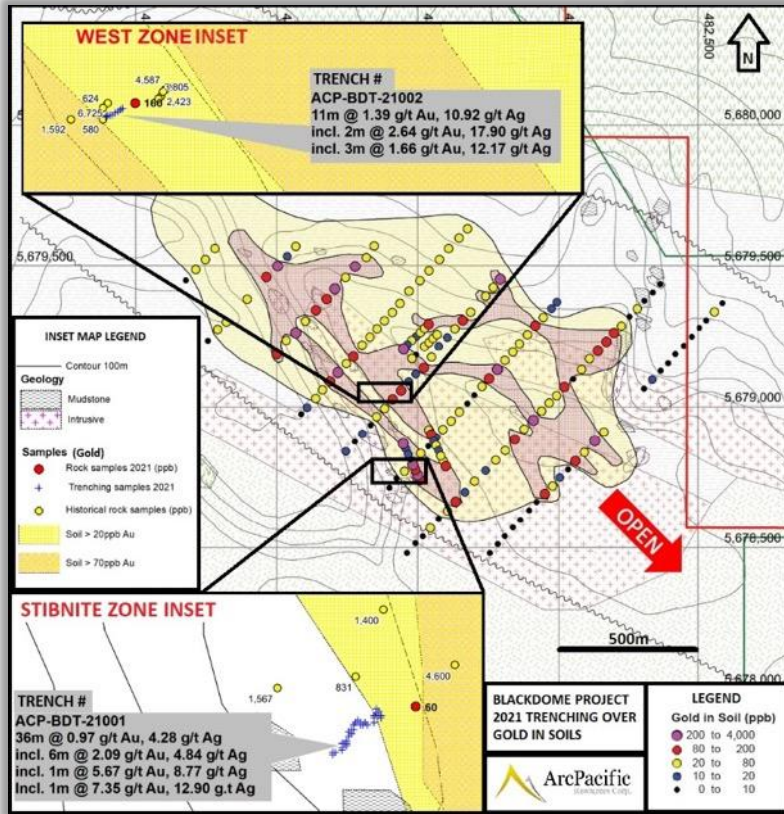 WEST ZONE INSET
4,587
2,423
624
6,725
1,592
580
TRENCH #
ACP-BDT-21002
11m @ 1.39 g/t Au, 10.92 g/t Ag
incl. 2m @ 2.64 g/t Au, 17.90 g/t Ag
incl. 3m @ 1.66 g/t Au, 12.17 g/t Ag
482,500
N
5,680,000
5,679,500
5,679,500
5,679,000
5,678,500
5,678,000
OPEN
500m
INSET MAP LEGEND
Contour 100m
Geology
Mudstone
Intrusive
Samples (Gold)
Rock samples 2021 (ppb)
Trenching samples 2021
Historical rock samples (ppb)
Soil > 20ppb Au
Soil > 70ppb Au
STIBNITE ZONE INSET
1,400
4,600
831
1,567
60
TRENCH #
ACP-BDT-21001
36m @ 0.97 g/t Au, 4.28 g/t Ag
incl. 6m @ 2.09 g/t Au, 4.84 g/t Ag
incl. 1m @ 5.67 g/t Au, 8.77 g/t Ag
Incl. 1m @ 7.35 g/t Au, 12.90 g.t Ag
BLACKDOME PROJECT
2021 TRENCHING OVER
GOLD IN SOILS
ArcPacific
RESOURCES Corp.
LEGEND
Gold in Soil (ppb)
200 to 4,000
80 to 200
20 to 80
10 to 20
0 to 10